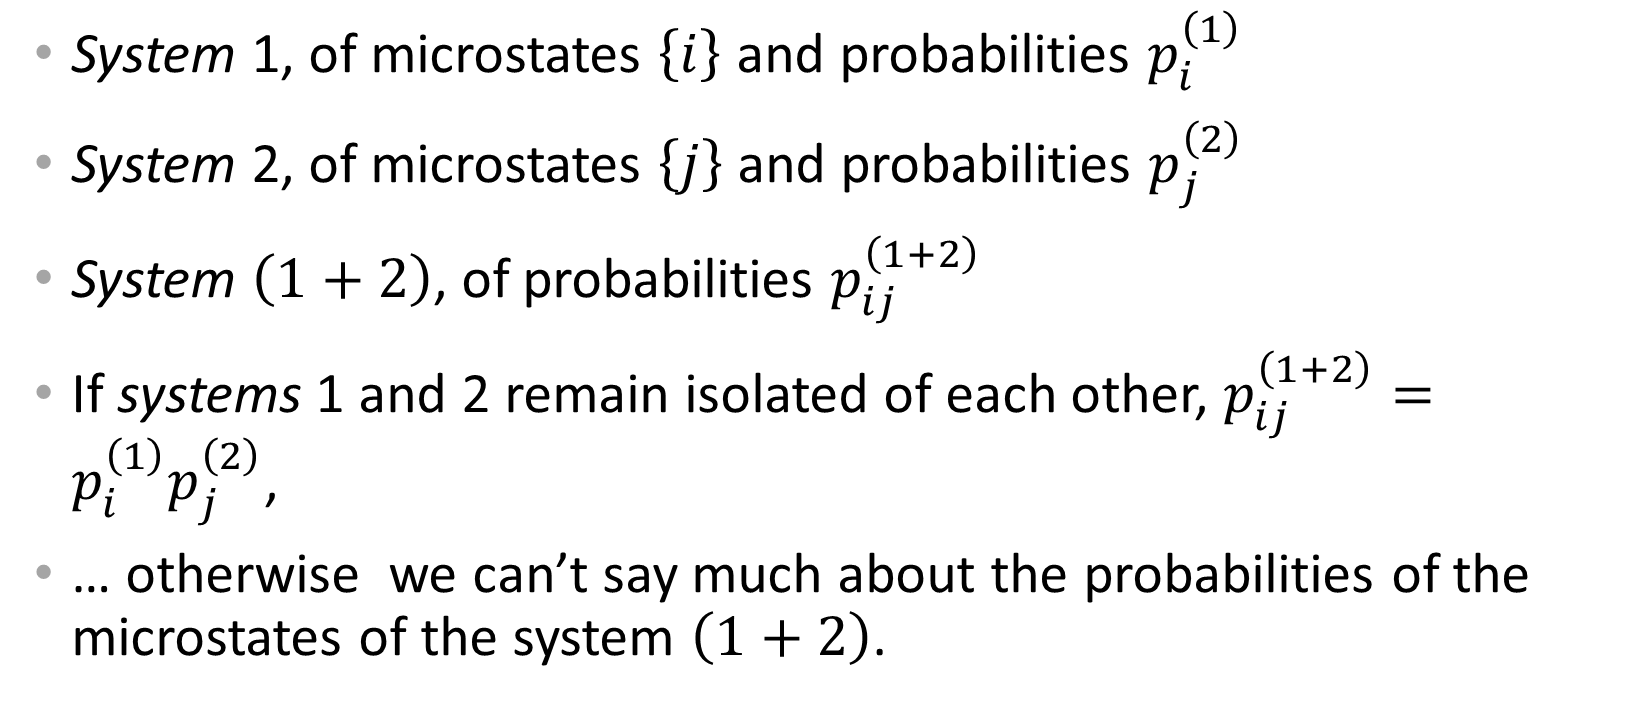 • System 1, of microstates {i} and probabilities p_i^(1)
• System 2, of microstates {j} and probabilities p_j^(2)
• System (1 + 2), of probabilities p_ij^(1+2)
• If systems 1 and 2 remain isolated of each other, p_ij^(1+2) =
p_i^(1) p_j^(2),
• ... otherwise we can't say much about the probabilities of the
microstates of the system (1 + 2).